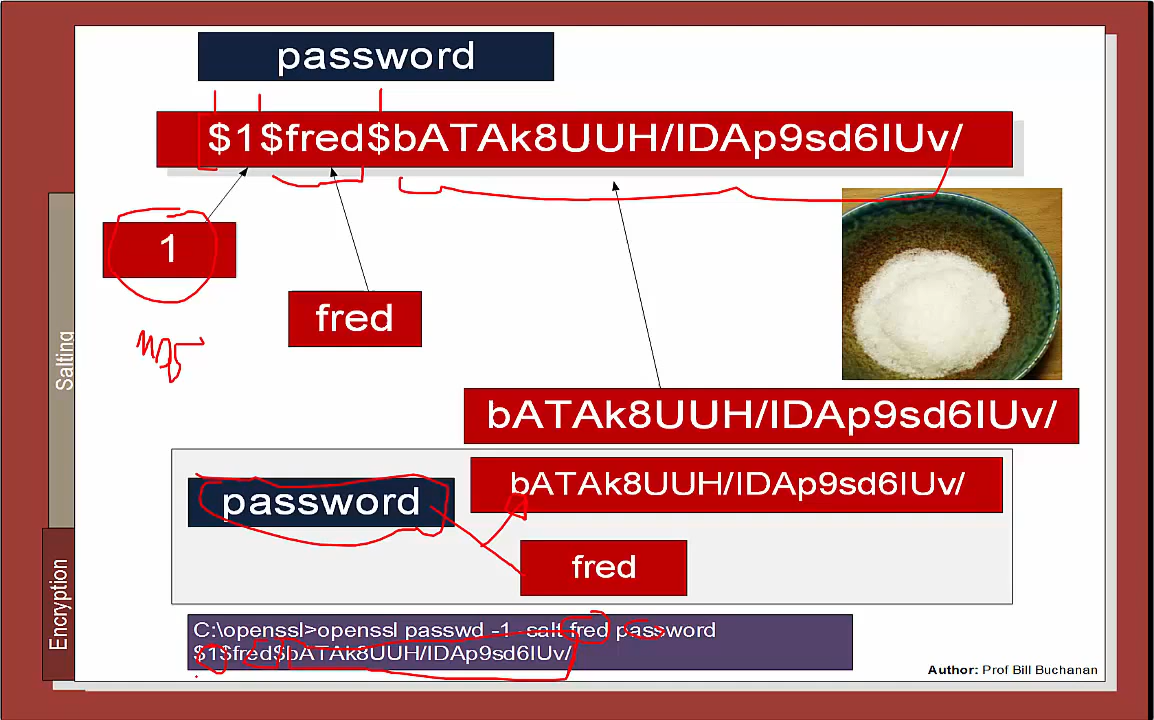 password
$1$fred$bATAk8UUH/IDAp9sd6IUv/
1
fred
MD5
bATAk8UUH/IDAp9sd6IUv/
password
bATAk8UUH/IDAp9sd6IUv/
fred
C:\openssl>openssl passwd -1 -salt fred password
$1$fred$bATAk8UUH/IDAp9sd6IUv/
Salting
Encryption
Author: Prof Bill Buchanan